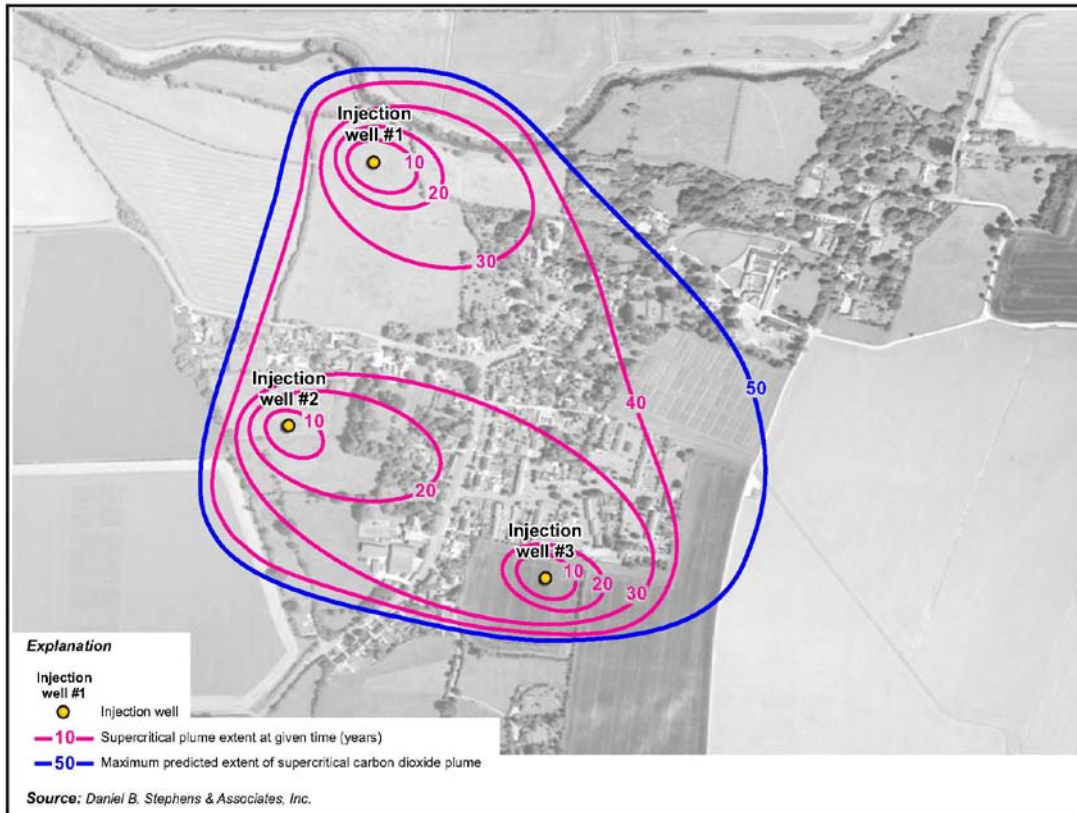 Injection
well #1
10
20
30
40
50
Injection
well #2
10
20
Injection
well #3
10
20
30
Explanation
Injection
well #1
Injection well
10 Supercritical plume extent at given time (years)
50 Maximum predicted extent of supercritical carbon dioxide plume
Source: Daniel B. Stephens & Associates, Inc.